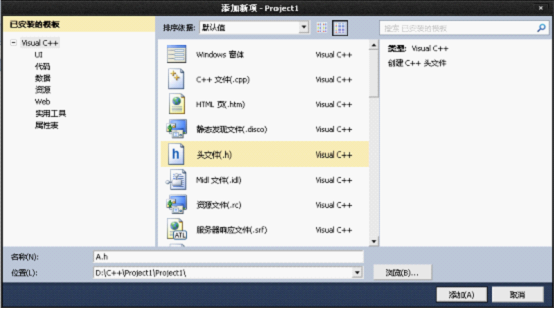 添加新项 - Project1
已安装的模板
排序依据: 默认值
搜索 已安装的模板
Visual C++
UI
代码
数据
资源
Web
实用工具
属性表
Windows 窗体 Visual C++
C++ 文件(.cpp) Visual C++
HTML 页(.htm) Visual C++
静态发现文件(.disco) Visual C++
头文件(.h) Visual C++
Midl 文件(.idl) Visual C++
资源文件(.rc) Visual C++
服务器响应文件(.srf) Visual C++
类型: Visual C++
创建 C++ 头文件
名称(N): A.h
位置(L): D:\C++\Project1\Project1\
浏览(B)...
添加(A) 取消